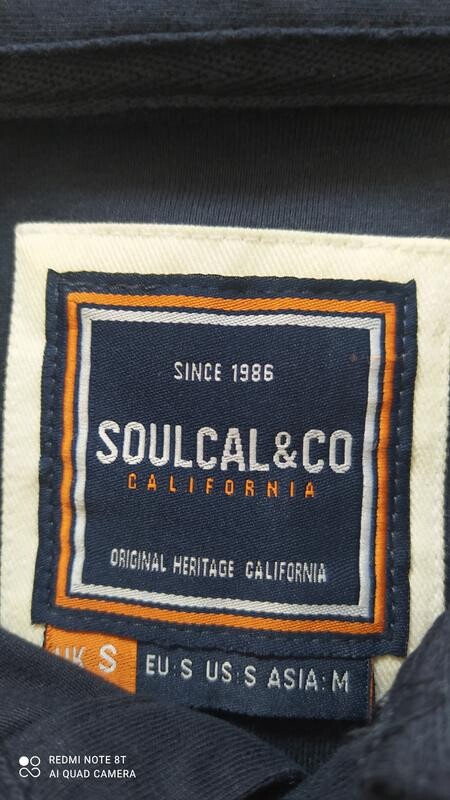 SINCE 1986
SOULCAL&CO
CALIFORNIA
ORIGINAL HERITAGE CALIFORNIA
UK S EU:S US:S ASIA:M
REDMI NOTE 8T
AI QUAD CAMERA